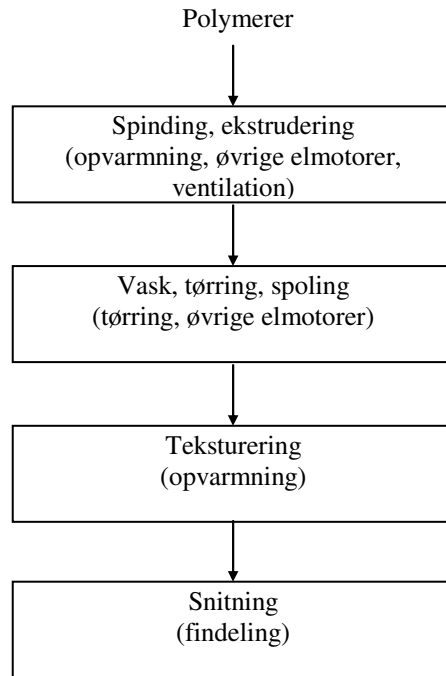 Polymerer
Spinding, ekstrudering
(opvarmning, øvrige elmotorer,
ventilation)
Vask, tørring, spoling
(tørring, øvrige elmotorer)
Teksturering
(opvarmning)
Snitning
(findeling)